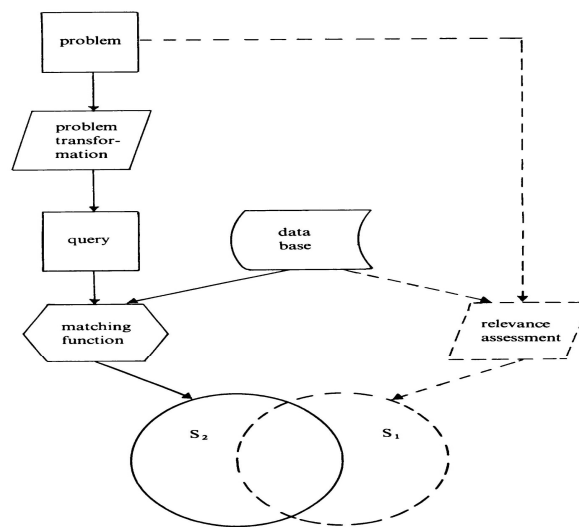 problem
problem
transfor-
mation
query
data
base
matching
function
relevance
assessment
S₂
S₁